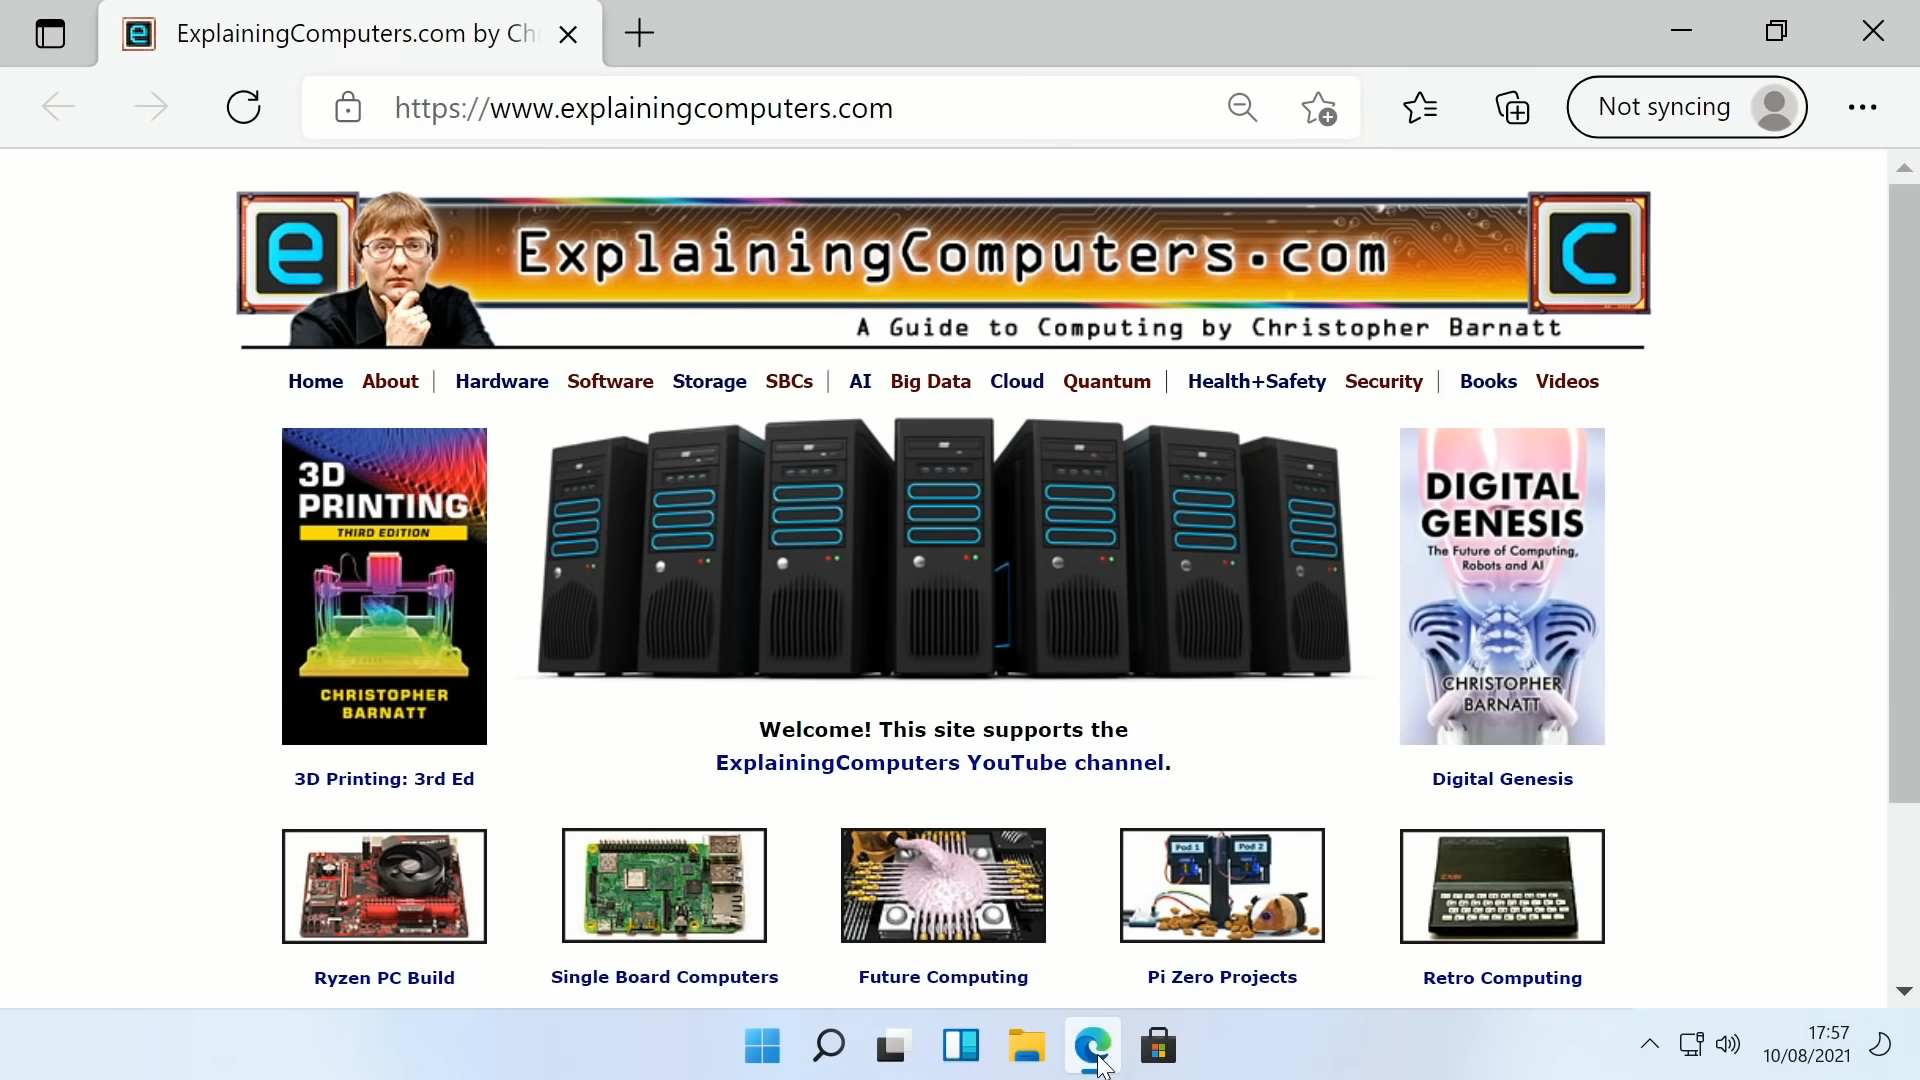 ExplainingComputers.com by Ch
https://www.explainingcomputers.com
Not syncing
e
ExplainingComputers.com
C
A Guide to Computing by Christopher Barnatt
Home About | Hardware Software Storage SBCs | AI Big Data Cloud Quantum | Health+Safety Security | Books Videos
3D
PRINTING
THIRD EDITION
CHRISTOPHER
BARNATT
3D Printing: 3rd Ed
Welcome! This site supports the
ExplainingComputers YouTube channel.
DIGITAL
GENESIS
The Future of Computing,
Robots and AI
CHRISTOPHER
BARNATT
Digital Genesis
Pod 1 Pod 2
Ryzen PC Build
Single Board Computers
Future Computing
Pi Zero Projects
Retro Computing
17:57
10/08/2021